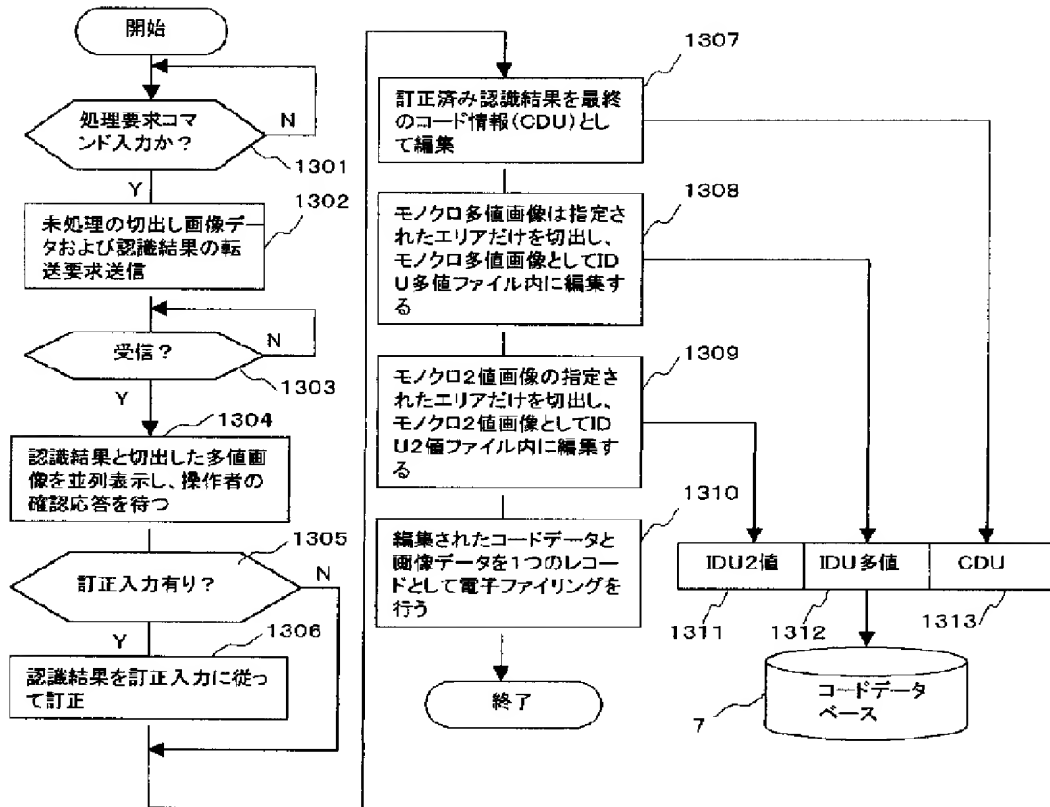 開始
処理要求コマ
ンド入力か?
N
1301
Y
1302
未処理の切出し画像デー
タおよび認識結果の転
送要求送信
N
受信?
1303
Y
1304
認識結果と切出した多値画
像を並列表示し、操作者の
確認応答を待つ
1305
訂正入力有り?
N
Y
1306
認識結果を訂正入力に従っ
て訂正
1307
訂正済み認識結果を最終
のコード情報(CDU)とし
て編集
1308
モノクロ多値画像は指定さ
れたエリアだけを切出し、
モノクロ多値画像としてID
U多値ファイル内に編集す
る
1309
モノクロ2値画像の指定さ
れたエリアだけを切出し、
モノクロ2値画像としてID
U2値ファイル内に編集す
る
1310
編集されたコードデータと
画像データを1つのレコー
ドとして電子ファイリングを
行う
終了
IDU2値
IDU多値
CDU
1311
1312
1313
コードデータ
ベース
7